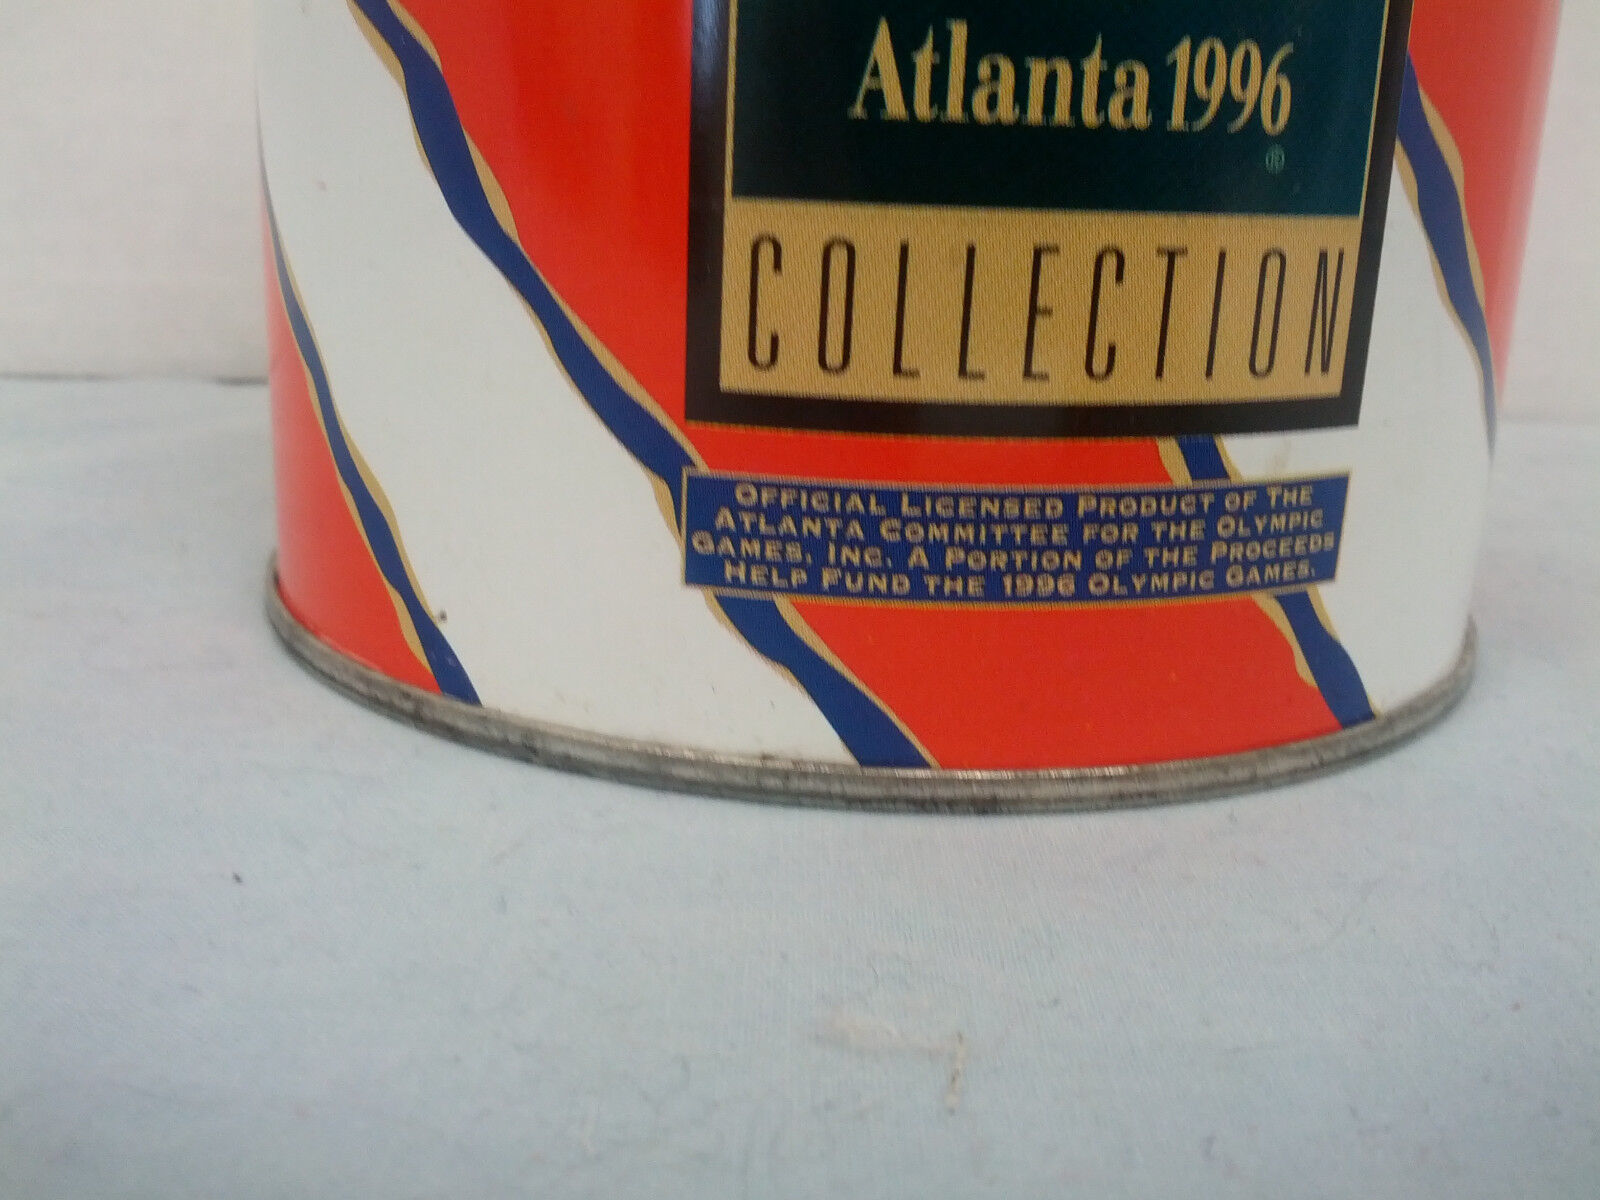 Atlanta 1996
®
COLLECTION
OFFICIAL LICENSED PRODUCT OF THE
ATLANTA COMMITTEE FOR THE OLYMPIC
GAMES, INC. A PORTION OF THE PROCEEDS
HELP FUND THE 1996 OLYMPIC GAMES.